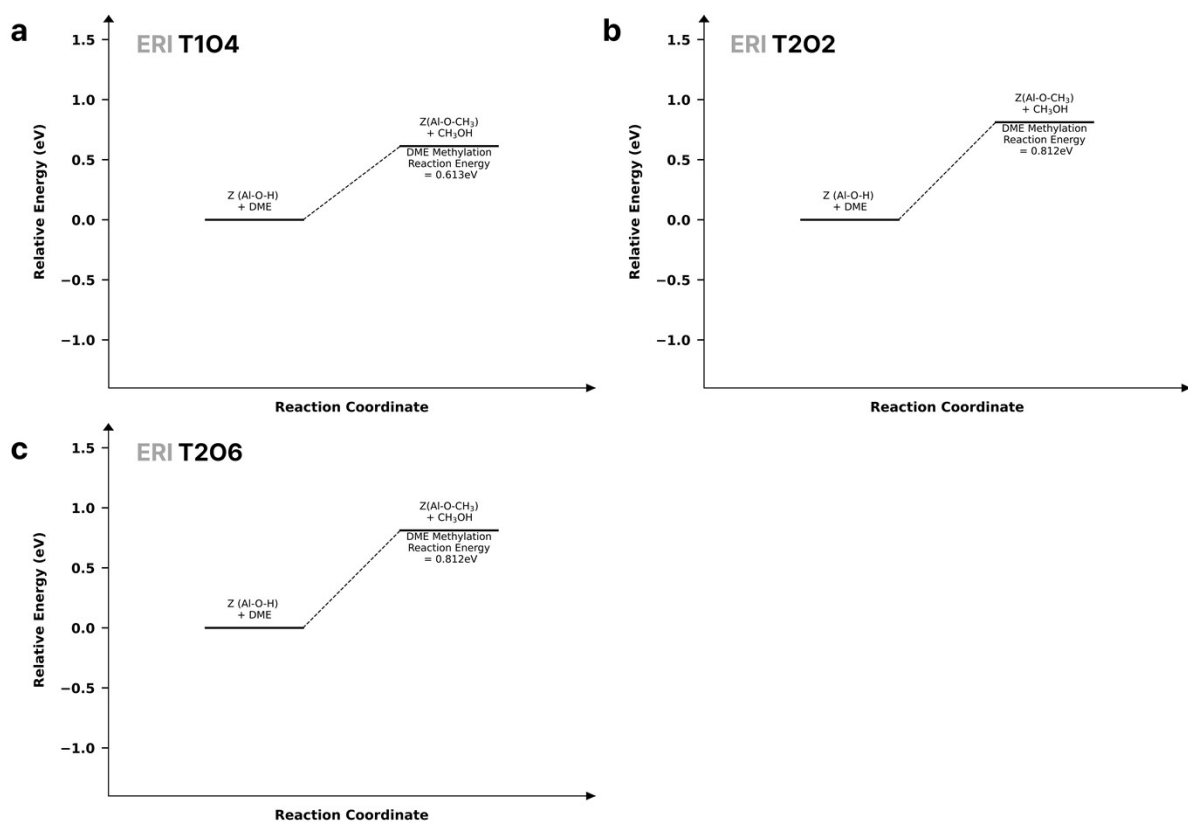 a
ERI T1O4
1.5
1.0
0.5
0.0
−0.5
−1.0
Relative Energy (eV)
Z (Al-O-H)
+ DME
Z(Al-O-CH₃)
+ CH₃OH
DME Methylation
Reaction Energy
= 0.613eV
Reaction Coordinate
b
ERI T2O2
1.5
1.0
0.5
0.0
−0.5
−1.0
Relative Energy (eV)
Z (Al-O-H)
+ DME
Z(Al-O-CH₃)
+ CH₃OH
DME Methylation
Reaction Energy
= 0.812eV
Reaction Coordinate
c
ERI T2O6
1.5
1.0
0.5
0.0
−0.5
−1.0
Relative Energy (eV)
Z (Al-O-H)
+ DME
Z(Al-O-CH₃)
+ CH₃OH
DME Methylation
Reaction Energy
= 0.812eV
Reaction Coordinate